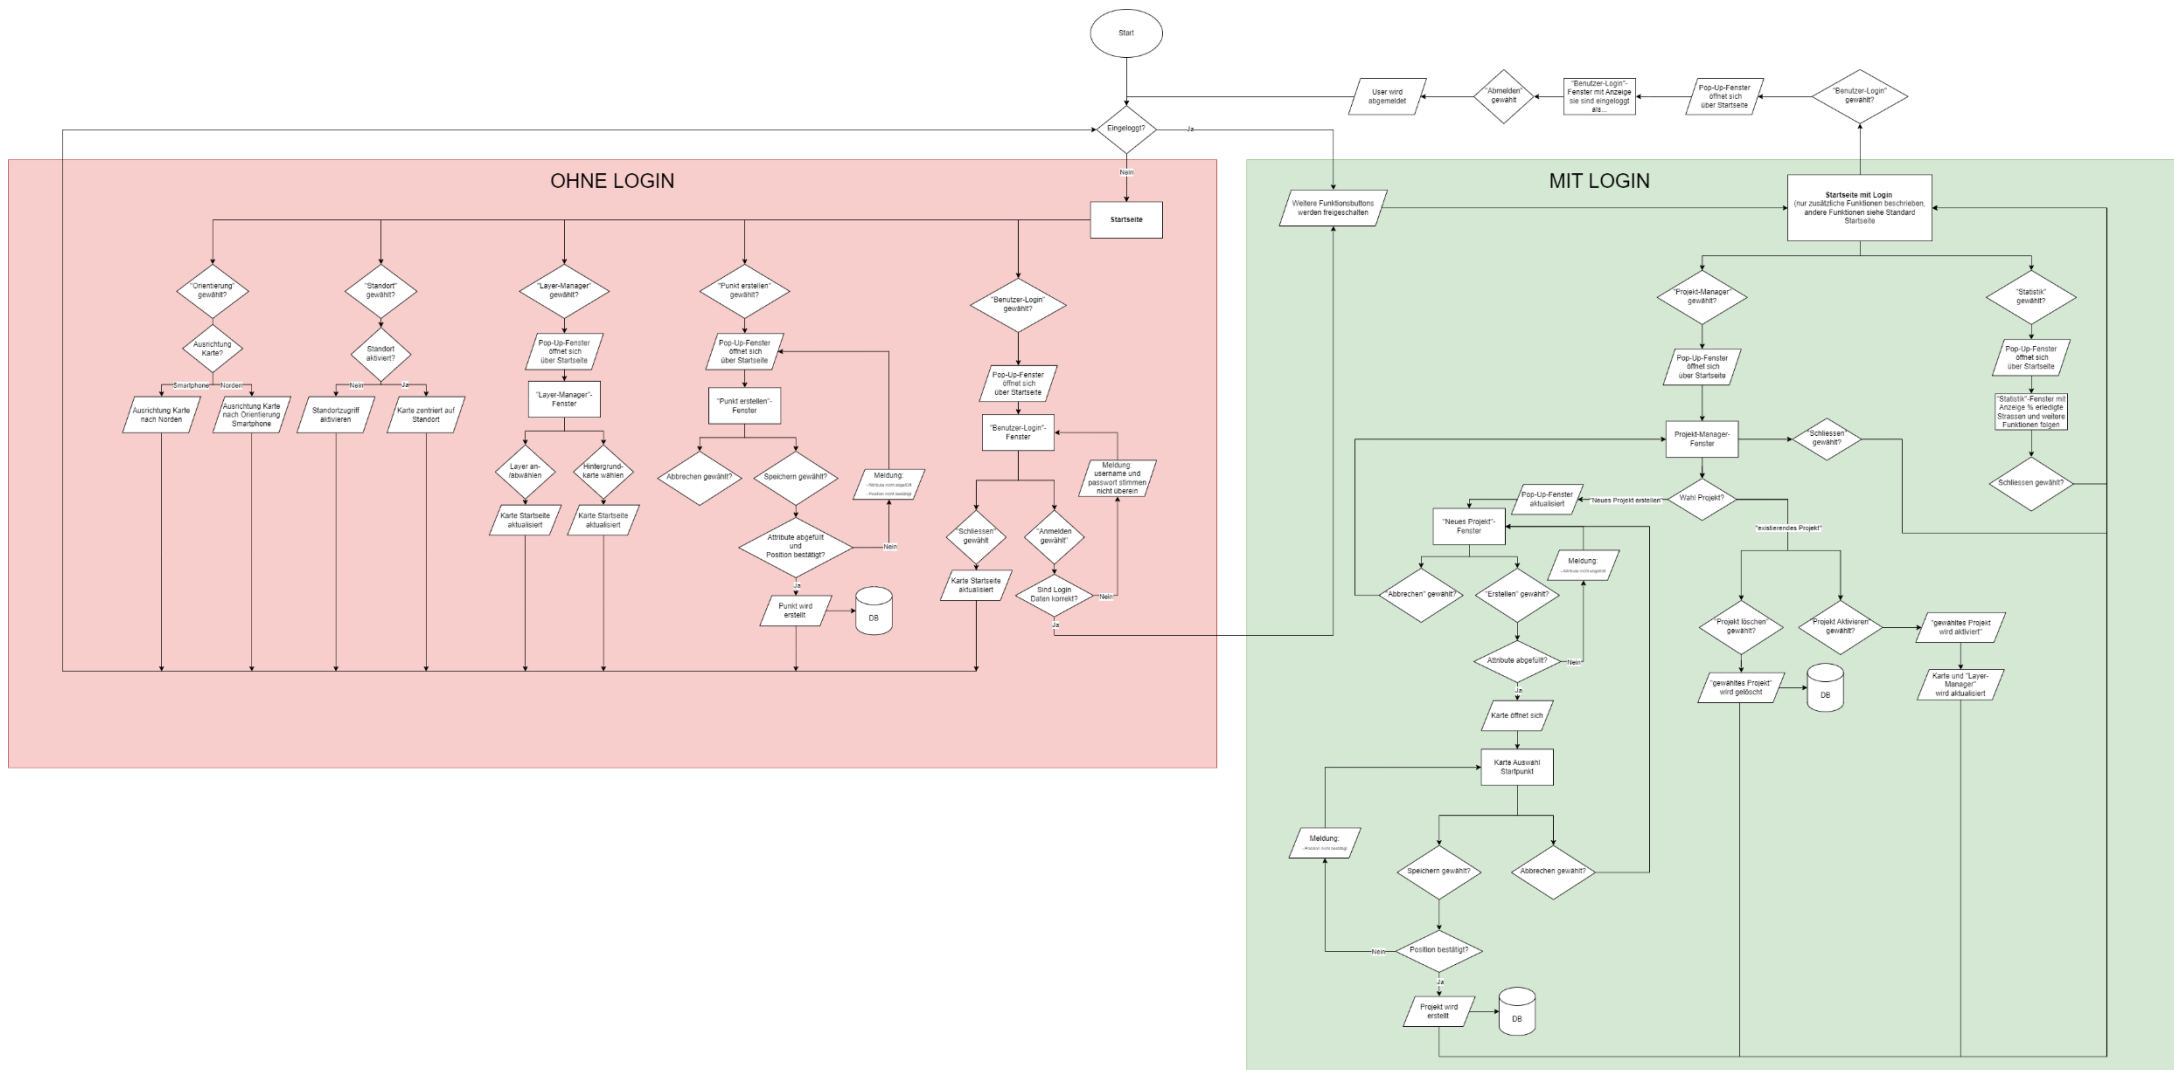 Start
Eingeloggt?
Ja
Nein
User wird
abgemeldet
"Abmelden"
gewählt
"Benutzer-Login"-
Fenster mit Anzeige
sie sind eingeloggt
als...
Pop-Up-Fenster
öffnet sich
über Startseite
"Benutzer-Login"
gewählt?
OHNE LOGIN
Startseite
"Orientierung"
gewählt?
Ausrichtung
Karte?
Smartphone
Norden
Ausrichtung Karte
nach Norden
Ausrichtung Karte
nach Orientierung
Smartphone
"Standort"
gewählt?
Standort
aktiviert?
Nein
Ja
Standortzugriff
aktivieren
Karte zentriert auf
Standort
"Layer-Manager"
gewählt?
Pop-Up-Fenster
öffnet sich
über Startseite
"Layer-Manager"-
Fenster
Layer an-
/abwählen
Hintergrund-
karte wählen
Karte Startseite
aktualisiert
Karte Startseite
aktualisiert
"Punkt erstellen"
gewählt?
Pop-Up-Fenster
öffnet sich
über Startseite
"Punkt erstellen"-
Fenster
Abbrechen gewählt?
Speichern gewählt?
Meldung:
- Attribute nicht abgefüllt
- Position nicht bestätigt
Attribute abgefüllt
und
Position bestätigt?
Nein
Ja
Punkt wird
erstellt
DB
"Benutzer-Login"
gewählt?
Pop-Up-Fenster
öffnet sich
über Startseite
"Benutzer-Login"-
Fenster
Meldung:
username und
passwort stimmen
nicht überein
"Schliessen"
gewählt
"Anmelden
gewählt"
Karte Startseite
aktualisiert
Sind Login
Daten korrekt?
Nein
Ja
MIT LOGIN
Weitere Funktionsbuttons
werden freigeschalten
Startseite mit Login
(nur zusätzliche Funktionen beschrieben,
andere Funktionen siehe Standard
Startseite
"Projekt-Manager"
gewählt?
Pop-Up-Fenster
öffnet sich
über Startseite
Projekt-Manager-
Fenster
"Schliessen"
gewählt?
"Statistik"
gewählt?
Pop-Up-Fenster
öffnet sich
über Startseite
"Statistik"-Fenster mit
Anzeige % erledigte
Strassen und weitere
Funktionen folgen
Schliessen gewählt?
Wahl Projekt?
"Neues Projekt erstellen"
Pop-Up-Fenster
aktualisiert
"existierendes Projekt"
"Neues Projekt"-
Fenster
Meldung:
- Attribute nicht abgefüllt
"Abbrechen" gewählt?
"Erstellen" gewählt?
Attribute abgefüllt?
Nein
Ja
Karte öffnet sich
Karte Auswahl
Startpunkt
Meldung:
- Position nicht bestätigt
Speichern gewählt?
Abbrechen gewählt?
Position bestätigt?
Nein
Ja
Projekt wird
erstellt
DB
"Projekt löschen"
gewählt?
"Projekt Aktivieren"
gewählt?
"gewähltes Projekt
wird aktiviert"
"gewähltes Projekt"
wird gelöscht
DB
Karte und "Layer-
Manager"
wird aktualisiert